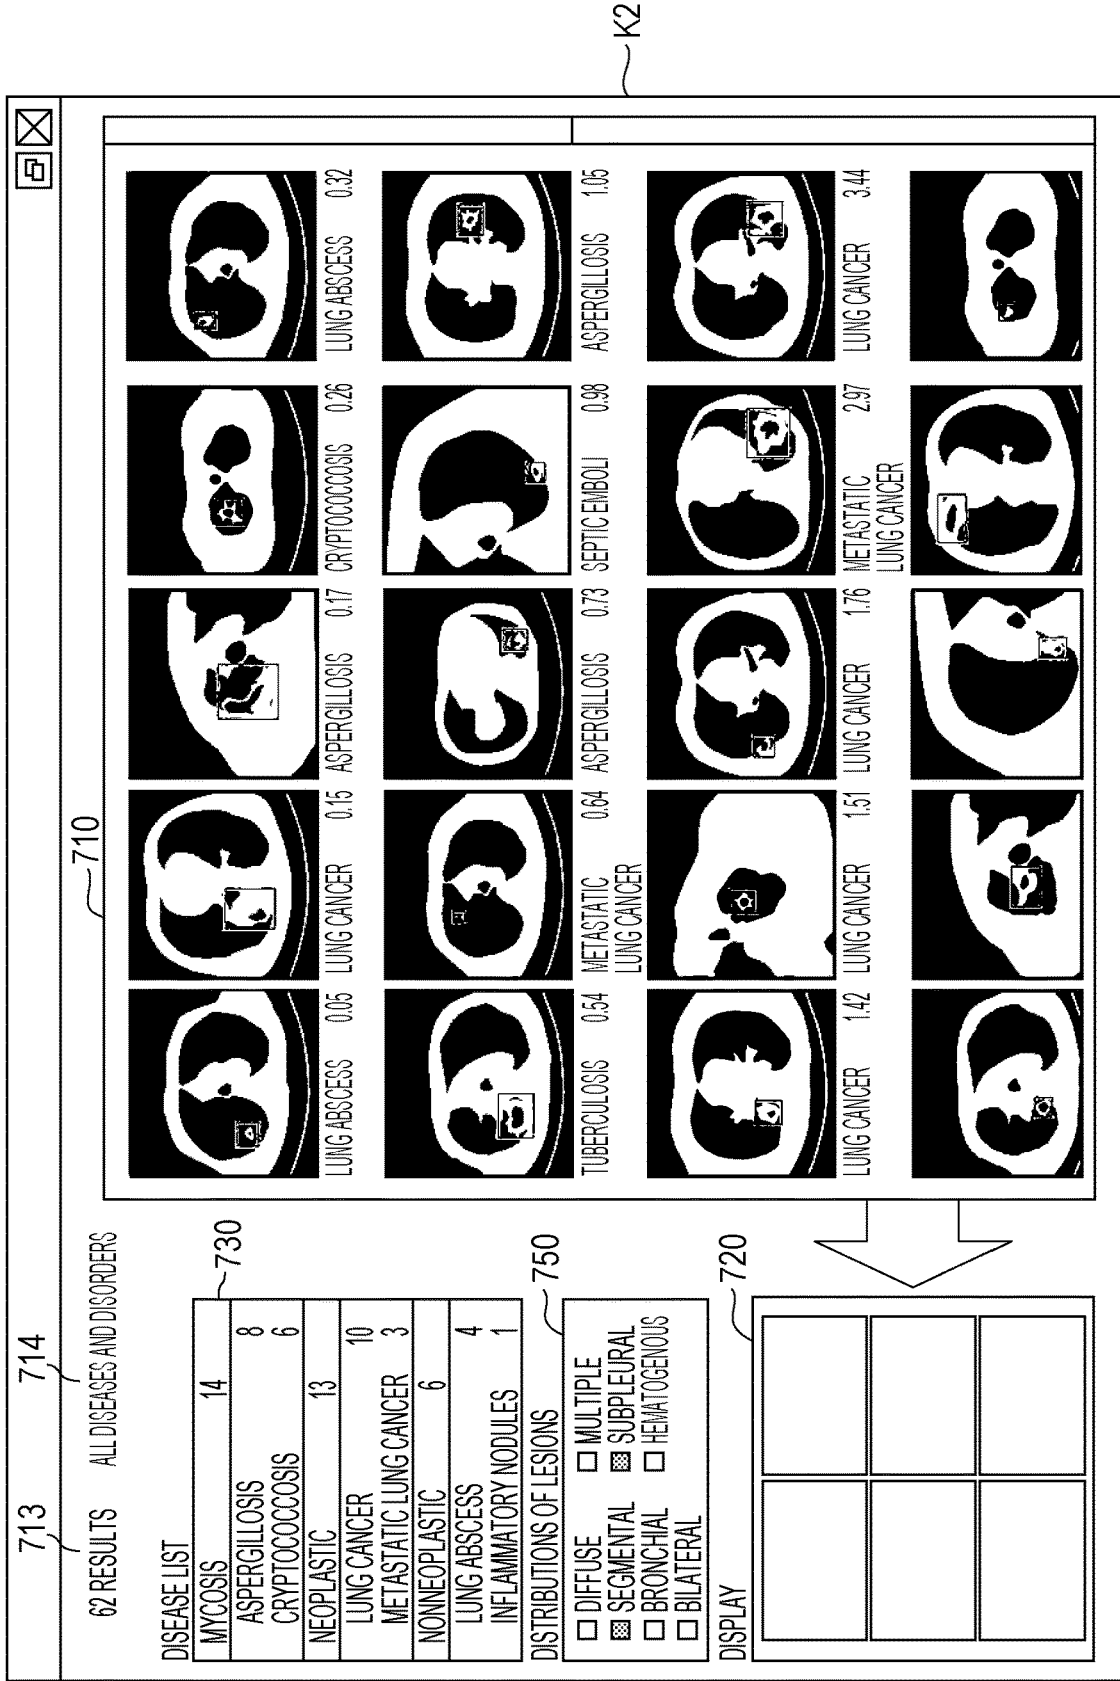 K2
713
714
62 RESULTS ALL DISEASES AND DISORDERS
710
DISEASE LIST
730
MYCOSIS 14
ASPERGILLOSIS 8
CRYPTOCOCCOSIS 6
NEOPLASTIC 13
LUNG CANCER 10
METASTATIC LUNG CANCER 3
NONNEOPLASTIC 6
LUNG ABSCESS 4
INFLAMMATORY NODULES 1
DISTRIBUTIONS OF LESIONS
750
DIFFUSE MULTIPLE
SEGMENTAL SUBPLEURAL
BRONCHIAL HEMATOGENOUS
BILATERAL
DISPLAY
720
LUNG ABSCESS 0.05 LUNG CANCER 0.15 ASPERGILLOSIS 0.17 CRYPTOCOCCOSIS 0.26 LUNG ABSCESS 0.32
TUBERCULOSIS 0.54 METASTATIC 0.64 ASPERGILLOSIS 0.73 SEPTIC EMBOLI 0.98 ASPERGILLOSIS 1.05
LUNG CANCER
LUNG CANCER 1.42 LUNG CANCER 1.51 LUNG CANCER 1.76 METASTATIC 2.97 LUNG CANCER 3.44
LUNG CANCER